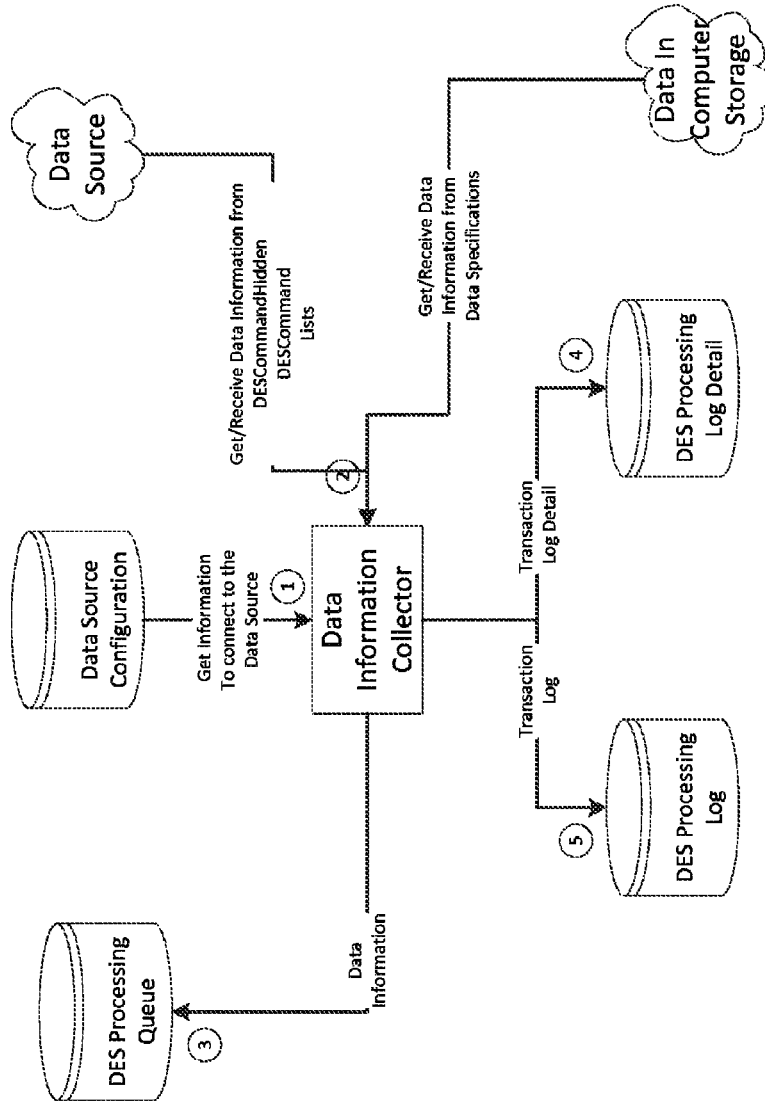 DES Processing
Queue
3
Data
Information
Data Source
Configuration
Get Information
To connect to the
Data Source
1
Data
Source
Get/Receive Data Information from
DESCommandHidden
DESCommand
Lists
2
Data
Information
Collector
Get/Receive Data
Information from
Data Specifications
Data In
Computer
Storage
Transaction
Log
5
DES Processing
Log
Transaction
Log Detail
4
DES Processing
Log Detail